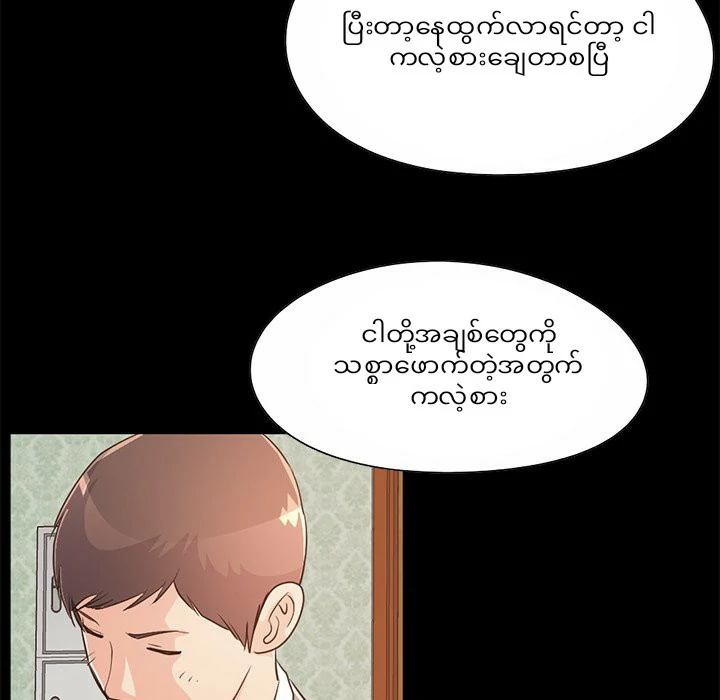 ပြီးတာ့နေထွက်လာရင်တာ့ ငါ
ကလဲ့စားချေတာစပြီ
ငါတို့အချစ်တွေကို
သစ္စာဖောက်တဲ့အတွက်
ကလဲ့စား